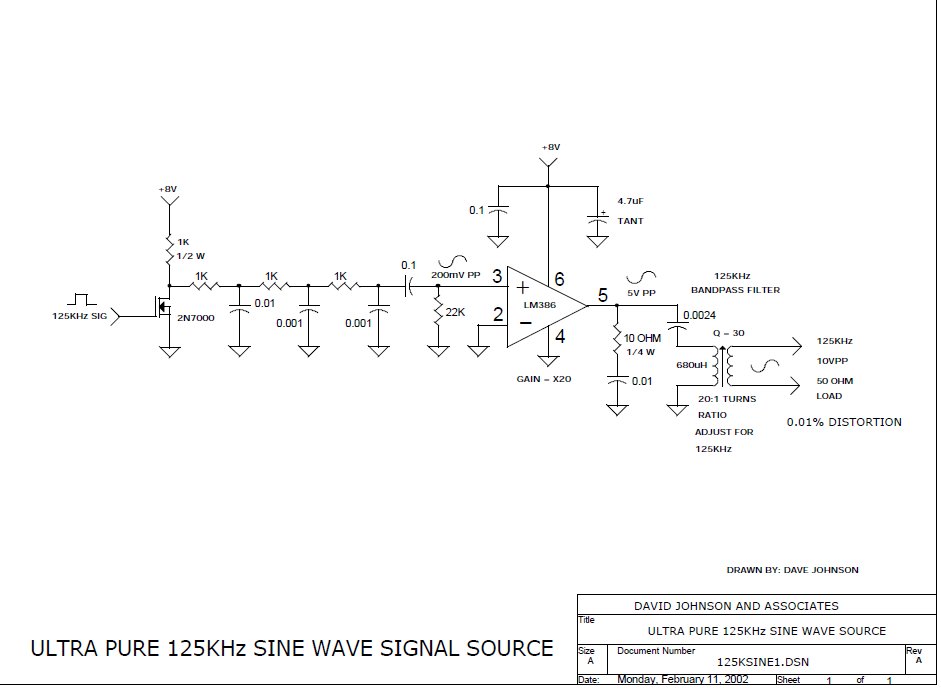 +8V
+8V
4.7uF
+
TANT
0.1
1K
1/2 W
1K
1K
1K
0.1
200mV PP
3
6
+
LM386
5
5V PP
125KHz
BANDPASS FILTER
125KHz SIG
2N7000
0.01
0.001
0.001
22K
2
4
GAIN = X20
10 OHM
1/4 W
0.01
0.0024
Q = 30
680uH
125KHz
10VPP
50 OHM
LOAD
20:1 TURNS
RATIO
ADJUST FOR
125KHz
0.01% DISTORTION
DRAWN BY: DAVE JOHNSON
ULTRA PURE 125KHz SINE WAVE SIGNAL SOURCE
DAVID JOHNSON AND ASSOCIATES
Title
ULTRA PURE 125KHz SINE WAVE SOURCE
Size Document Number Rev
A 125KSINE1.DSN A
Date: Monday, February 11, 2002 Sheet 1 of 1